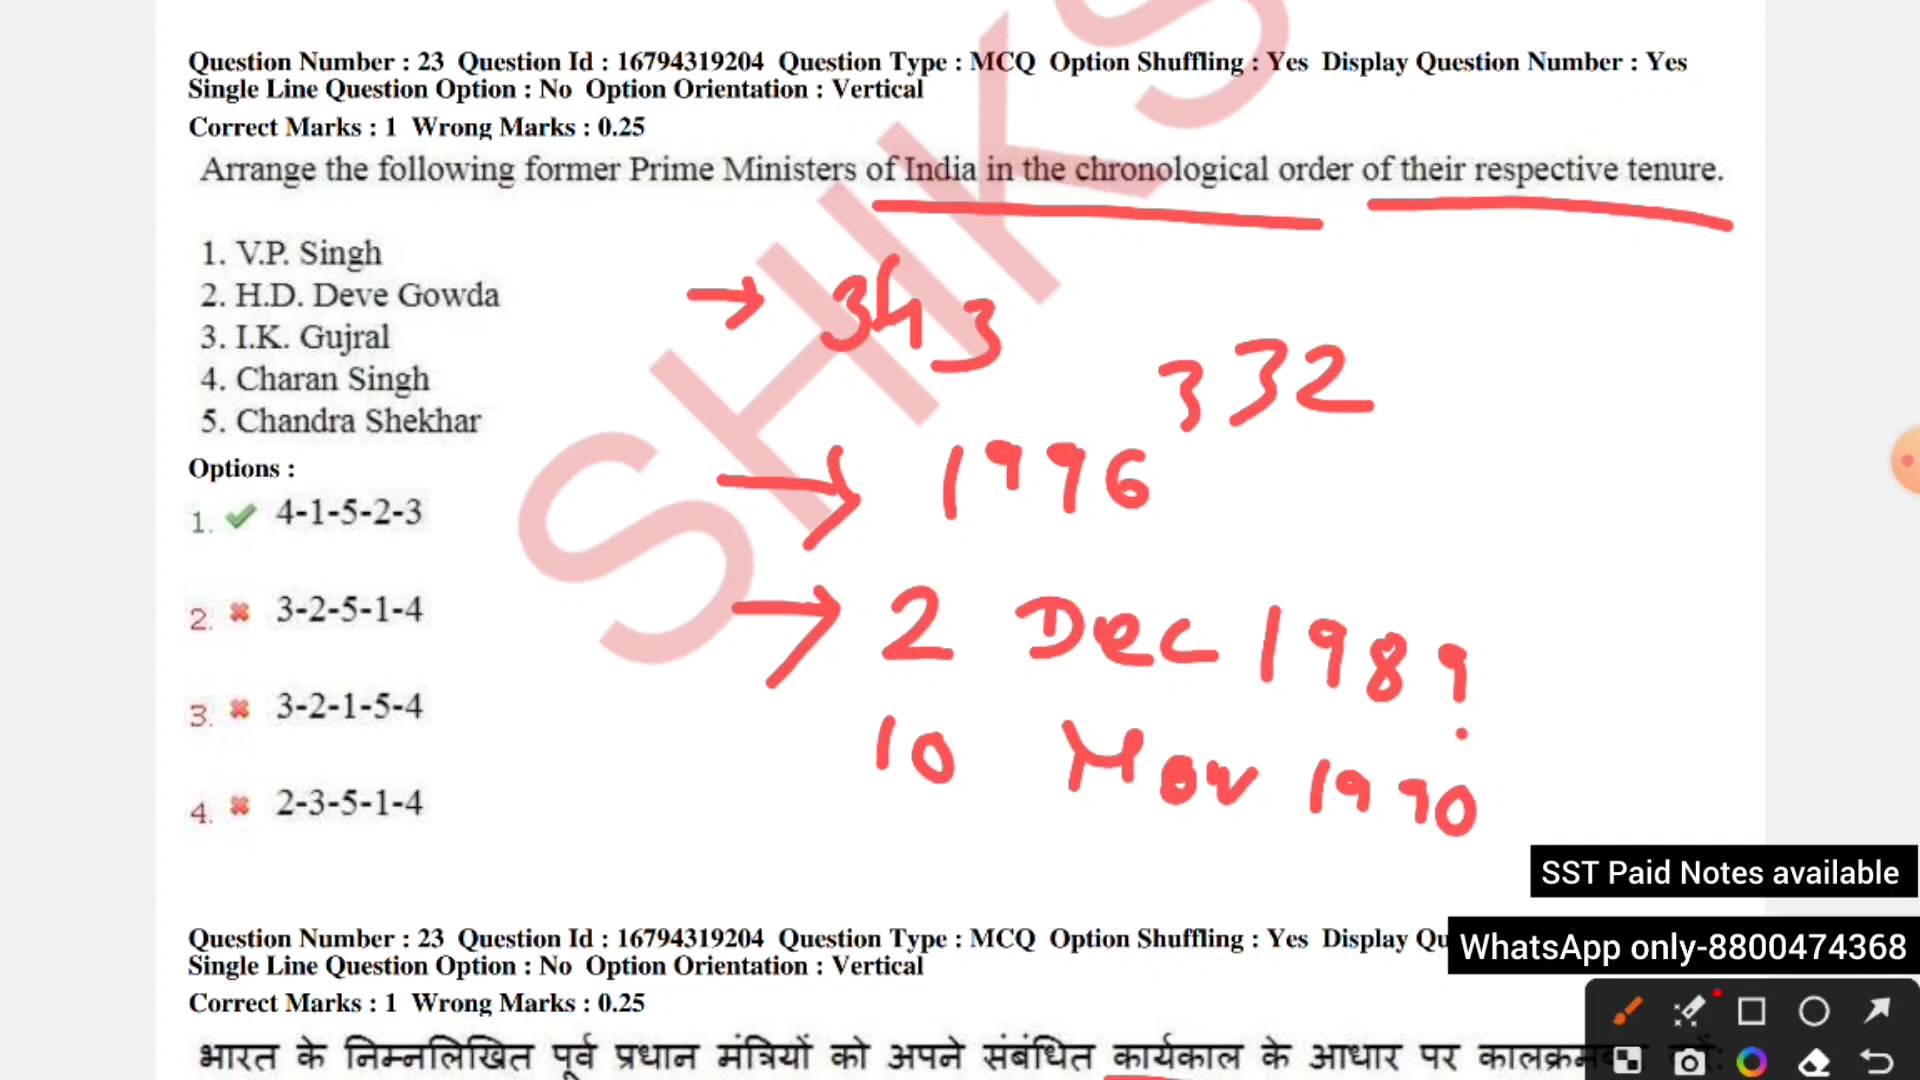 Question Number : 23 Question Id : 16794319204 Question Type : MCQ Option Shuffling : Yes Display Question Number : Yes
Single Line Question Option : No Option Orientation : Vertical
Correct Marks : 1 Wrong Marks : 0.25
Arrange the following former Prime Ministers of India in the chronological order of their respective tenure.
1. V.P. Singh
2. H.D. Deve Gowda
3. I.K. Gujral
4. Charan Singh
5. Chandra Shekhar
343
332
1996
2 Dec 1989
10 Nov 1990
Options :
1. 4-1-5-2-3
2. 3-2-5-1-4
3. 3-2-1-5-4
4. 2-3-5-1-4
SHKS
SST Paid Notes available
WhatsApp only-8800474368
Question Number : 23 Question Id : 16794319204 Question Type : MCQ Option Shuffling : Yes Display
Single Line Question Option : No Option Orientation : Vertical
Correct Marks : 1 Wrong Marks : 0.25
भारत के निम्नलिखित पूर्व प्रधान मंत्रियों को अपने संबंधित कार्यकाल के आधार पर